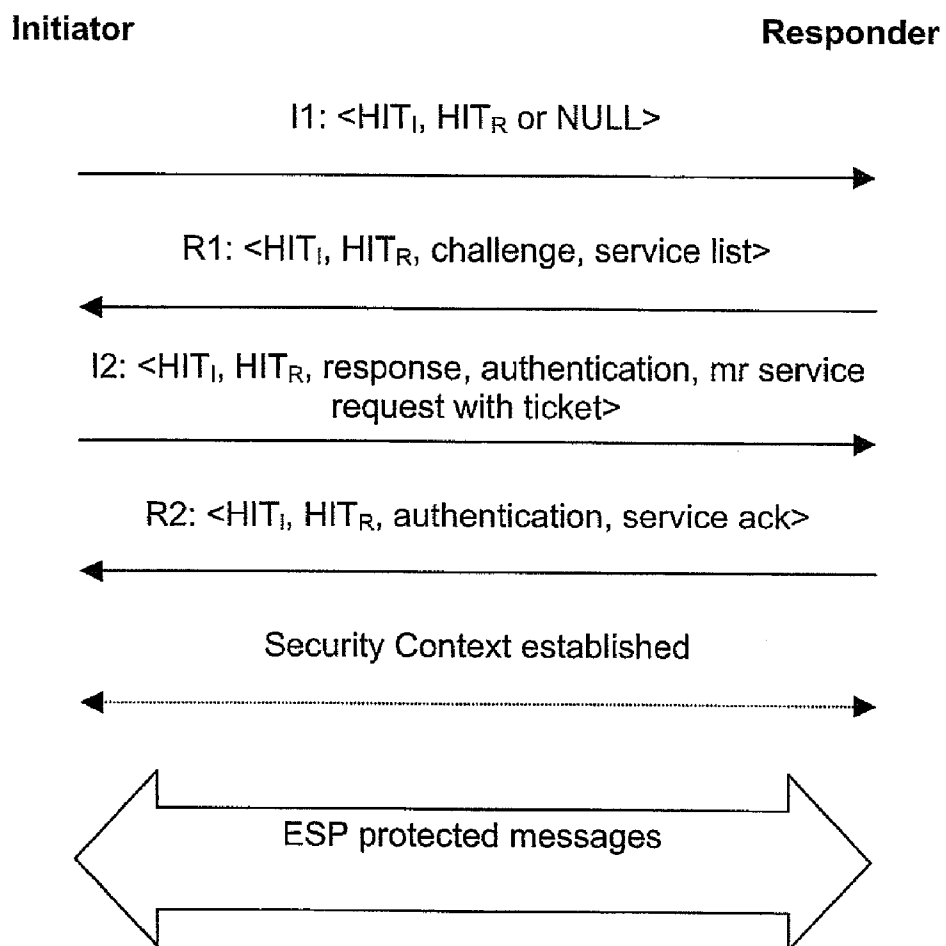 Initiator
Responder
I1: <HIT_I, HIT_R or NULL>
R1: <HIT_I, HIT_R, challenge, service list>
I2: <HIT_I, HIT_R, response, authentication, mr service
request with ticket>
R2: <HIT_I, HIT_R, authentication, service ack>
Security Context established
ESP protected messages